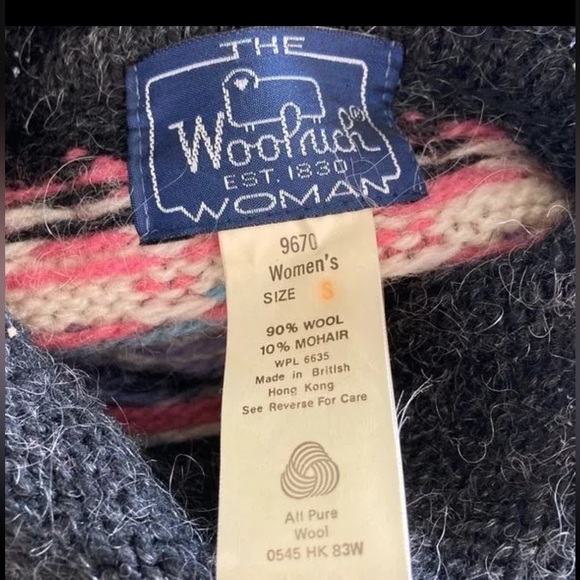 THE
Woolrich®
EST. 1830
WOMAN
9670
Women's
SIZE S
90% WOOL
10% MOHAIR
WPL 6635
Made in British
Hong Kong
See Reverse For Care
All Pure
Wool
0545 HK 83W